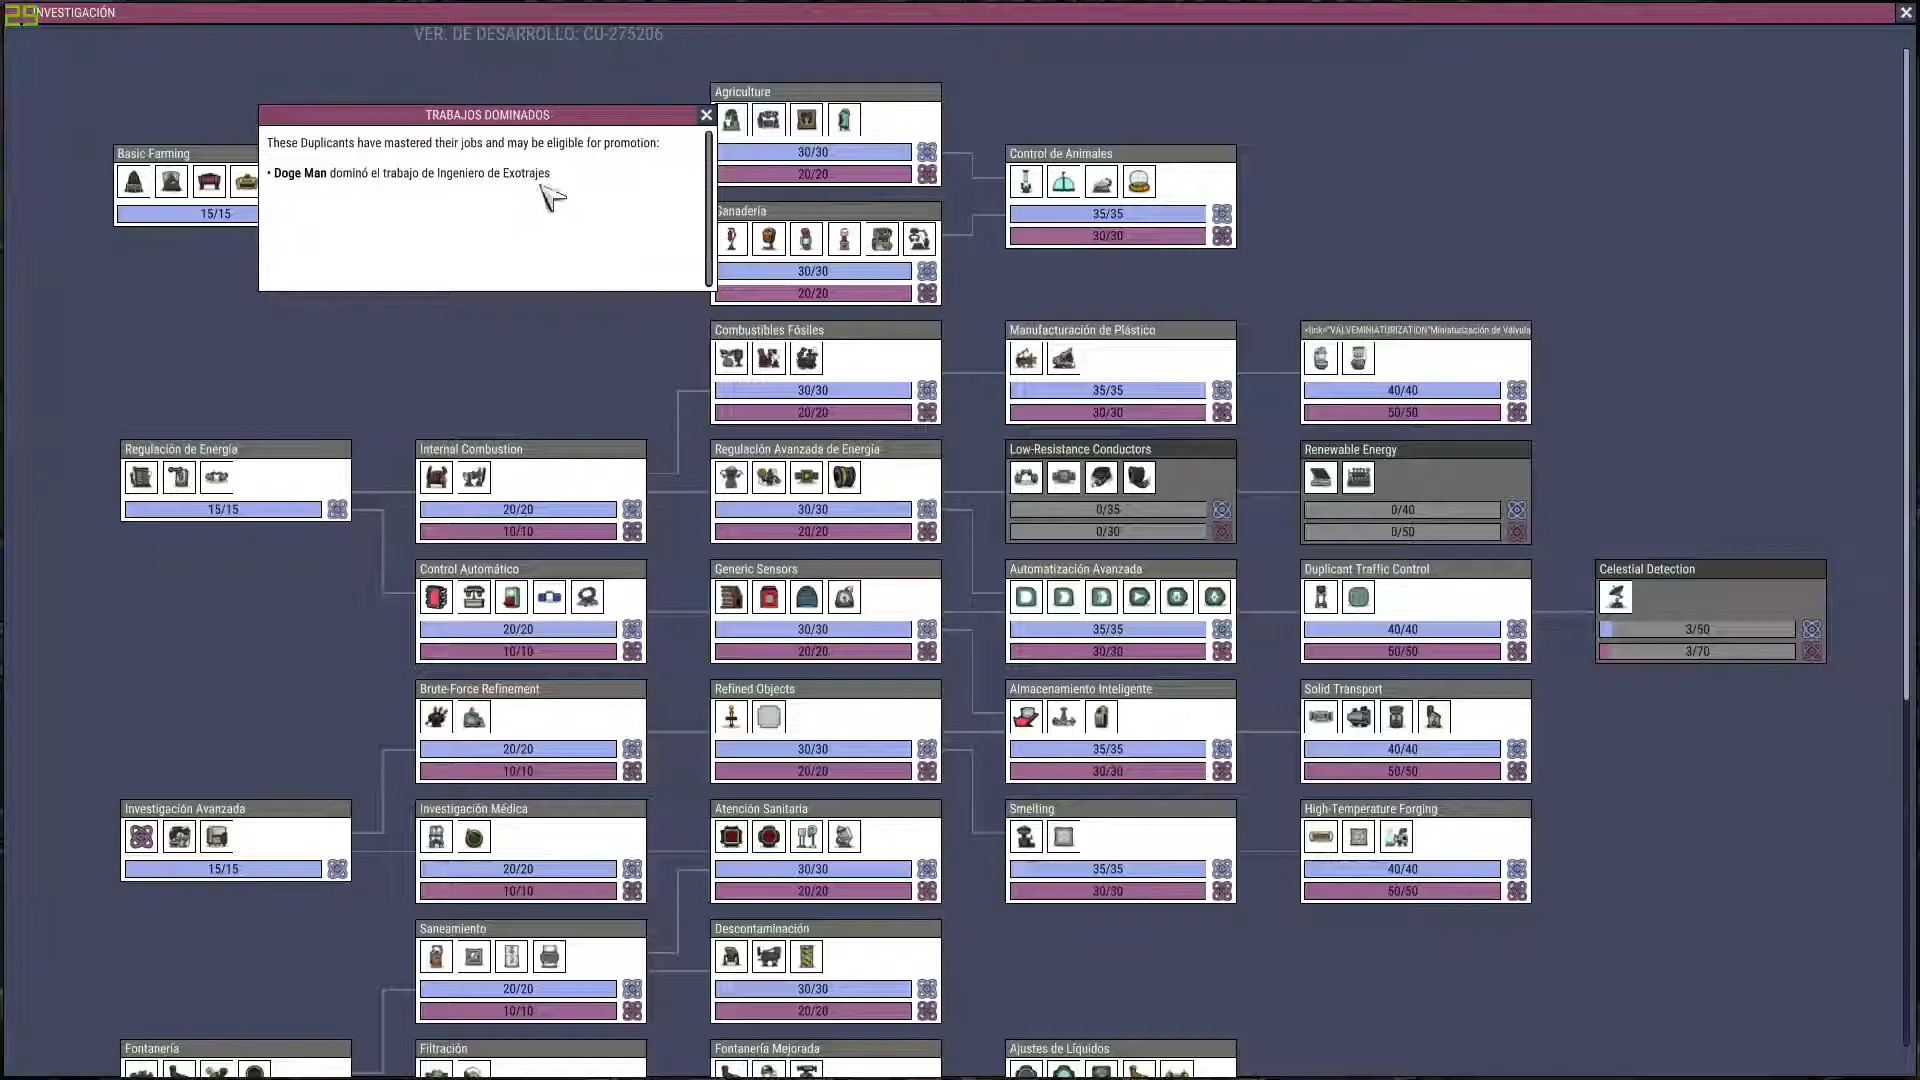 25
INVESTIGACIÓN
VER. DE DESARROLLO: CU-275206
TRABAJOS DOMINADOS
These Duplicants have mastered their jobs and may be eligible for promotion:
• Doge Man dominó el trabajo de Ingeniero de Exotrajes
Agriculture
30/30
20/20
Basic Farming
15/15
Control de Animales
35/35
30/30
Ganadería
30/30
20/20
Combustibles Fósiles
30/30
20/20
Manufacturación de Plástico
35/35
30/30
<link="VALVEMINIATURIZATION"Miniaturización de Válvula
40/40
50/50
Regulación de Energía
15/15
Internal Combustion
20/20
10/10
Regulación Avanzada de Energía
30/30
20/20
Low-Resistance Conductors
0/35
0/30
Renewable Energy
0/40
0/50
Control Automático
20/20
10/10
Generic Sensors
30/30
20/20
Automatización Avanzada
35/35
30/30
Duplicant Traffic Control
40/40
50/50
Celestial Detection
3/50
3/70
Brute-Force Refinement
20/20
10/10
Refined Objects
30/30
20/20
Almacenamiento Inteligente
35/35
30/30
Solid Transport
40/40
50/50
Investigación Avanzada
15/15
Investigación Médica
20/20
10/10
Atención Sanitaria
30/30
20/20
Smelting
35/35
30/30
High-Temperature Forging
40/40
50/50
Saneamiento
20/20
10/10
Descontaminación
30/30
20/20
Fontanería
Filtración
Fontanería Mejorada
Ajustes de Líquidos